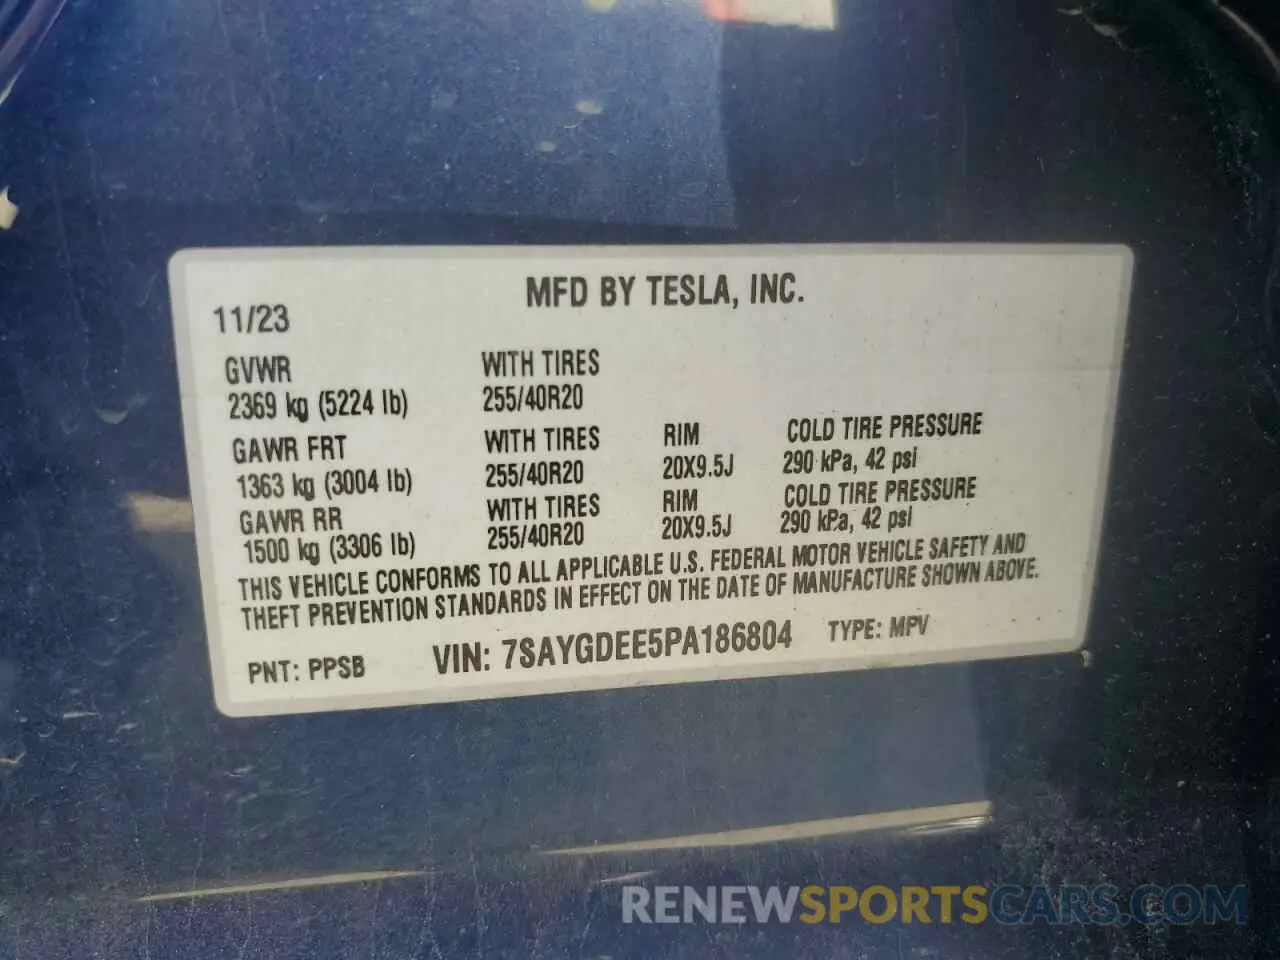 MFD BY TESLA, INC.
11/23
GVWR WITH TIRES
2369 kg (5224 lb) 255/40R20
GAWR FRT WITH TIRES RIM COLD TIRE PRESSURE
1363 kg (3004 lb) 255/40R20 20X9.5J 290 kPa, 42 psi
GAWR RR WITH TIRES RIM COLD TIRE PRESSURE
1500 kg (3306 lb) 255/40R20 20X9.5J 290 kPa, 42 psi
THIS VEHICLE CONFORMS TO ALL APPLICABLE U.S. FEDERAL MOTOR VEHICLE SAFETY AND
THEFT PREVENTION STANDARDS IN EFFECT ON THE DATE OF MANUFACTURE SHOWN ABOVE.
PNT: PPSB VIN: 7SAYGDEE5PA186804 TYPE: MPV
RENEWSPORTSCARS.COM